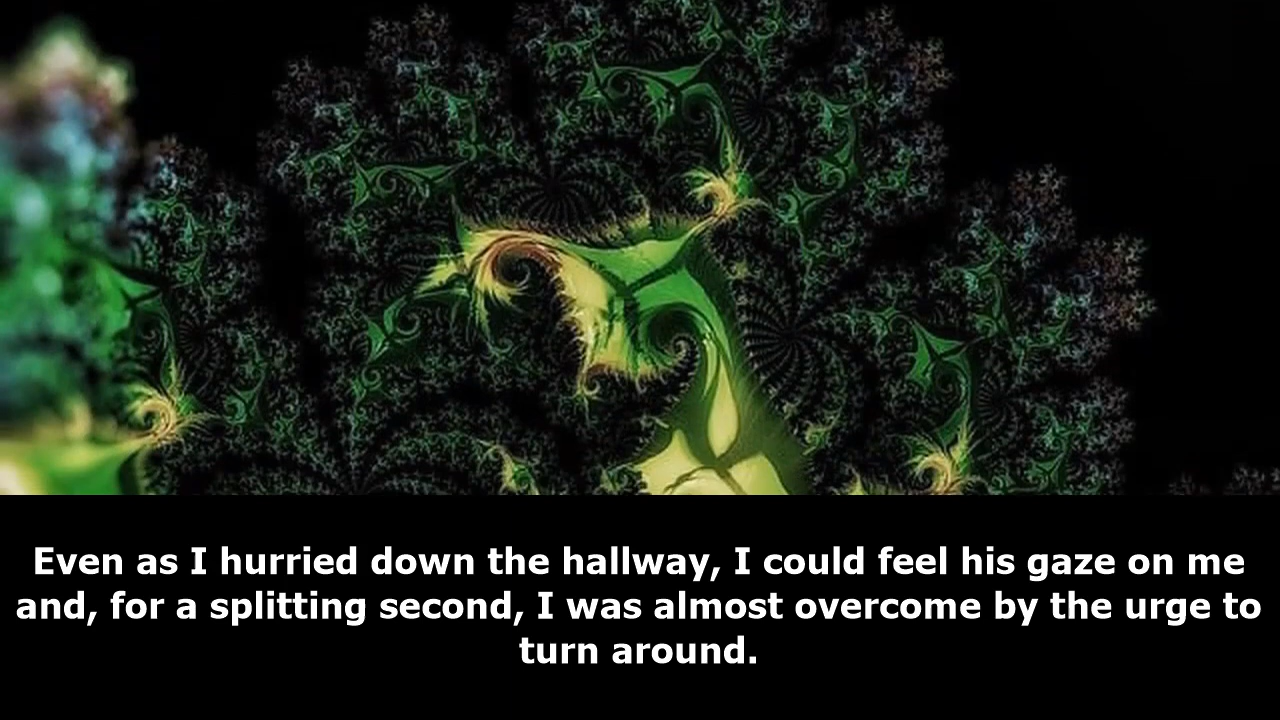 Even as I hurried down the hallway, I could feel his gaze on me
and, for a splitting second, I was almost overcome by the urge to
turn around.